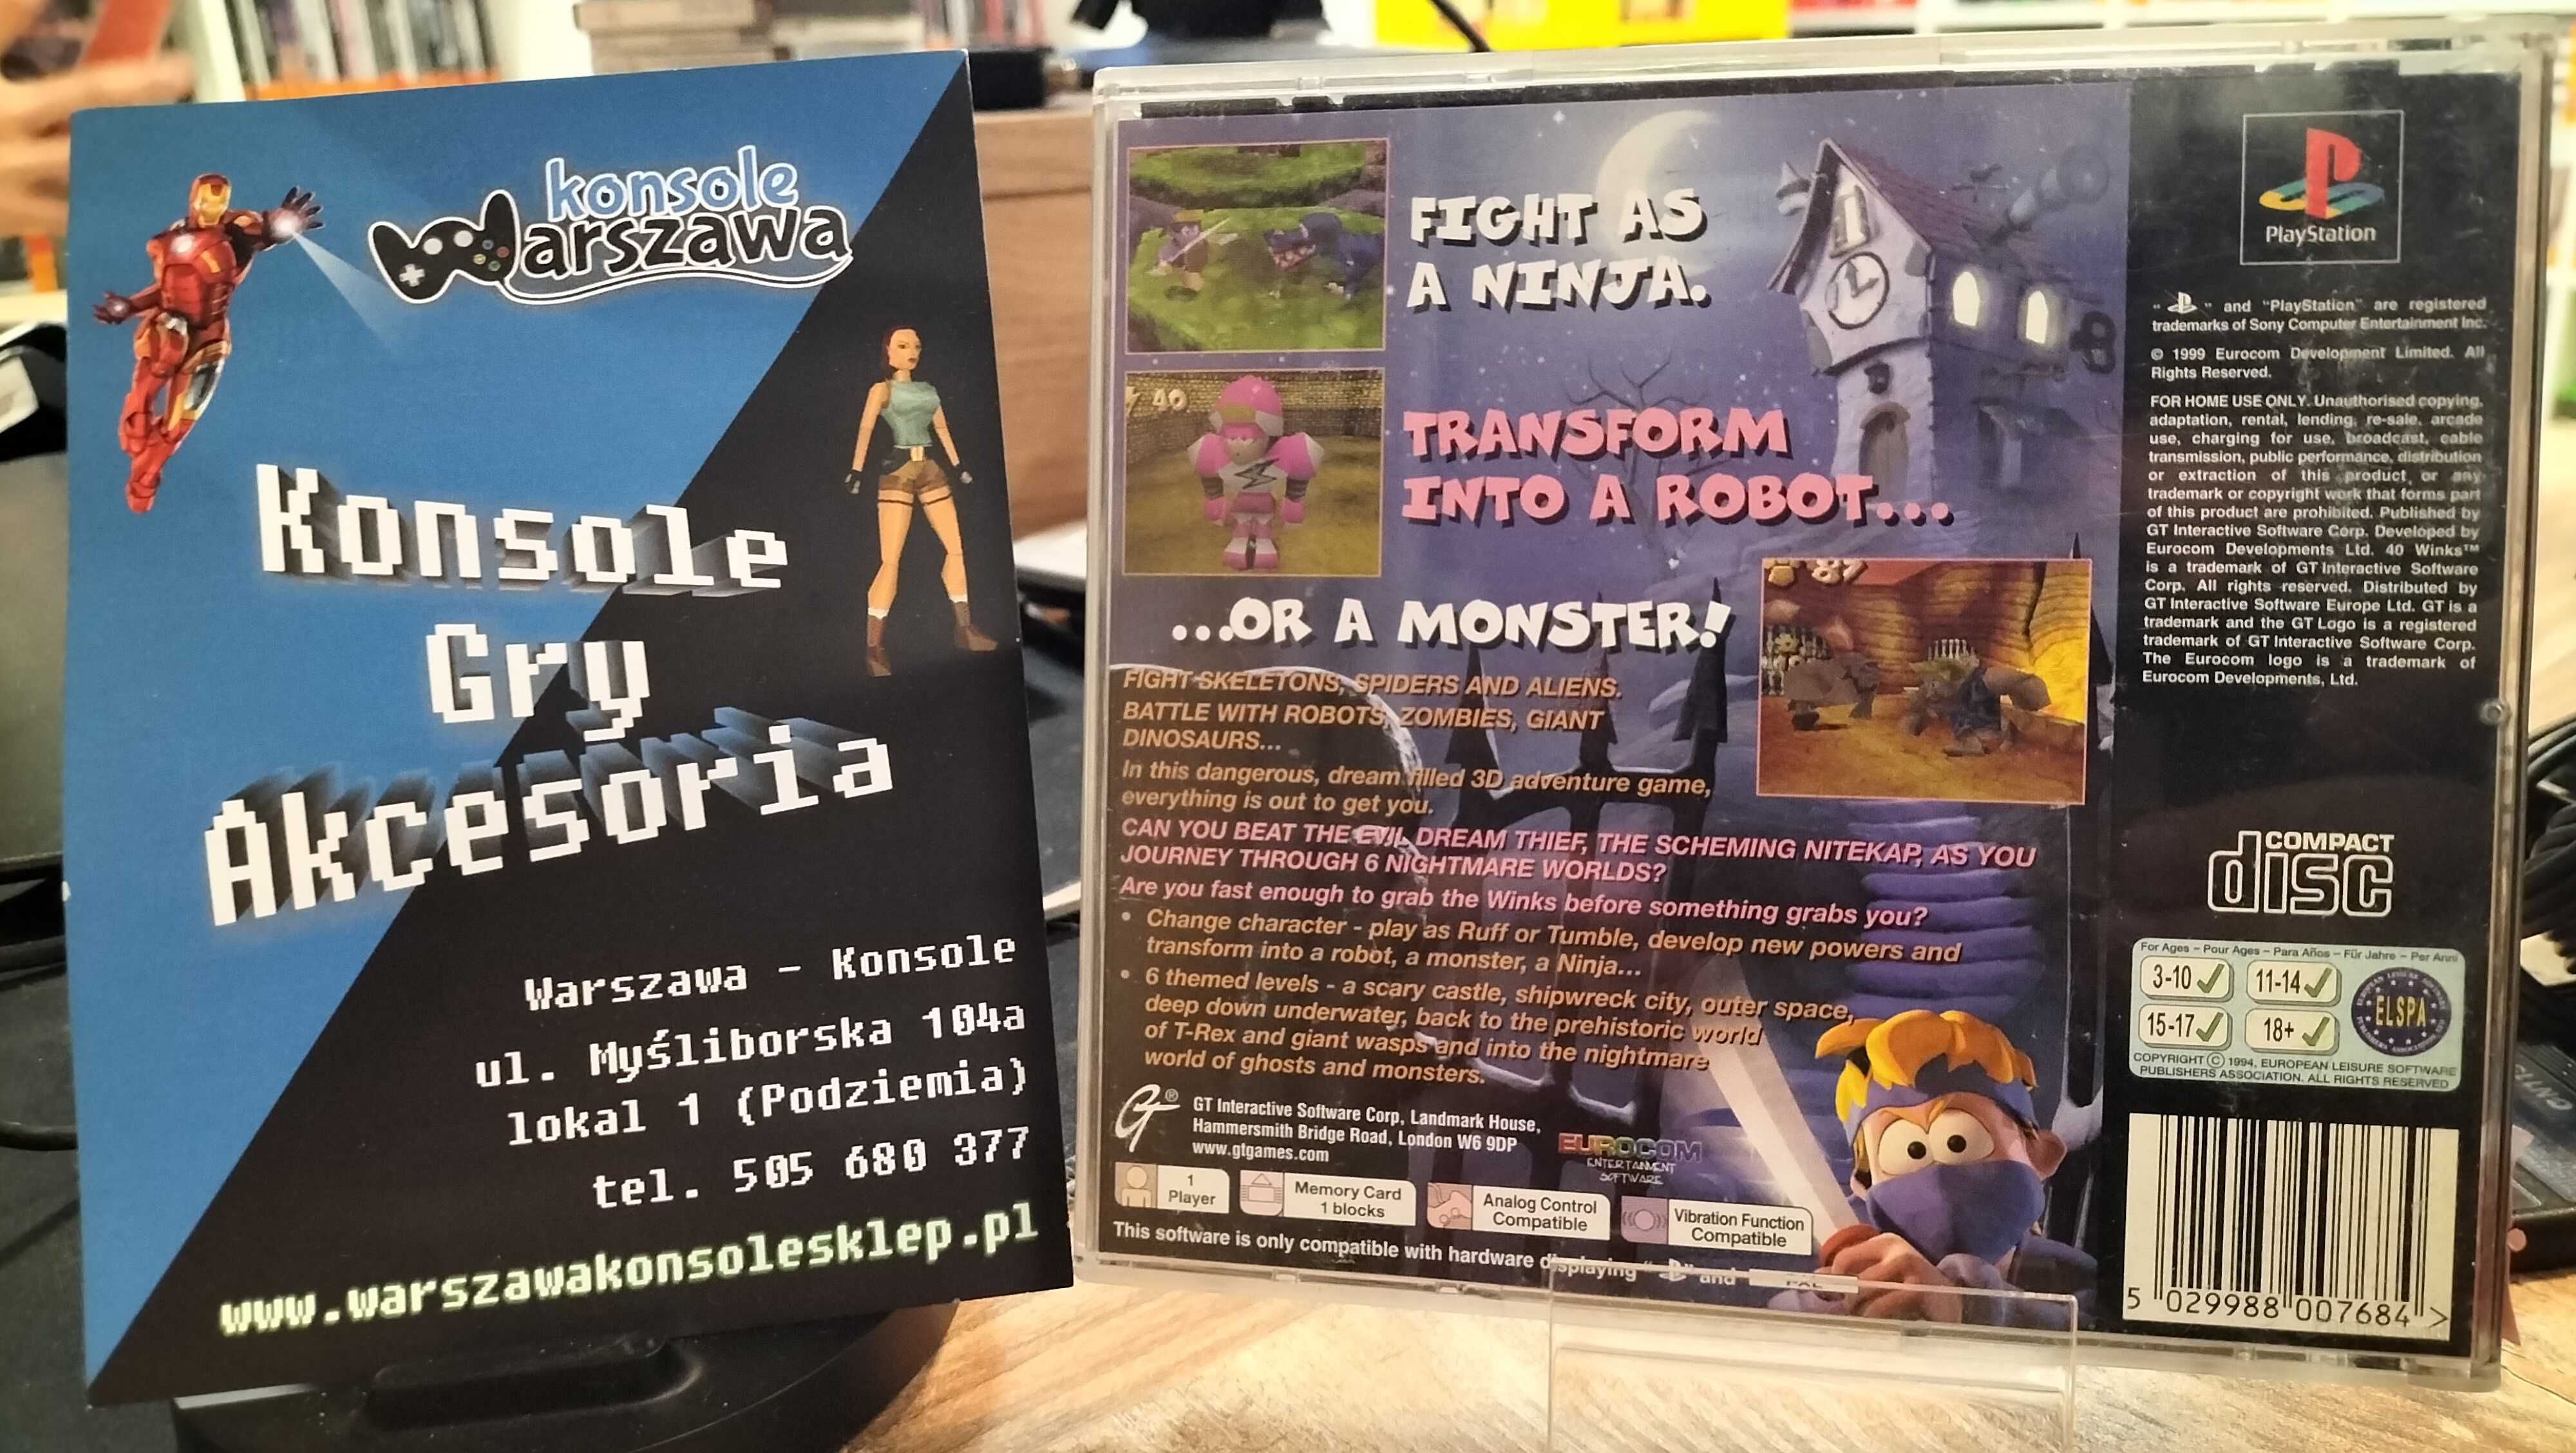 konsole
Warszawa
Konsole
Gry
Akcesoria
Warszawa - Konsole
ul. Myśliborska 104a
lokal 1 (Podziemia)
tel. 505 680 377
www.warszawakonsolesklep.pl
FIGHT AS
A NINJA.
40
TRANSFORM
INTO A ROBOT...
...OR A MONSTER!
87
FIGHT SKELETONS, SPIDERS AND ALIENS.
BATTLE WITH ROBOTS, ZOMBIES, GIANT
DINOSAURS...
In this dangerous, dream filled 3D adventure game,
everything is out to get you.
CAN YOU BEAT THE EVIL DREAM THIEF, THE SCHEMING NITEKAP, AS YOU
JOURNEY THROUGH 6 NIGHTMARE WORLDS?
Are you fast enough to grab the Winks before something grabs you?
• Change character - play as Ruff or Tumble, develop new powers and
transform into a robot, a monster, a Ninja...
• 6 themed levels - a scary castle, shipwreck city, outer space,
deep down underwater, back to the prehistoric world
of T-Rex and giant wasps and into the nightmare
world of ghosts and monsters.
GT®
GT Interactive Software Corp, Landmark House,
Hammersmith Bridge Road, London W6 9DP
www.gtgames.com
EUROCOM
ENTERTAINMENT
SOFTWARE
1
Player
Memory Card
1 blocks
Analog Control
Compatible
Vibration Function
Compatible
This software is only compatible with hardware displaying " " and
PlayStation
" " and "PlayStation" are registered
trademarks of Sony Computer Entertainment Inc.
© 1999 Eurocom Development Limited. All
Rights Reserved.
FOR HOME USE ONLY. Unauthorised copying,
adaptation, rental, lending, re-sale, arcade
use, charging for use, broadcast, cable
transmission, public performance, distribution
or extraction of this product or any
trademark or copyright work that forms part
of this product are prohibited. Published by
GT Interactive Software Corp. Developed by
Eurocom Developments Ltd. 40 Winks™
is a trademark of GT Interactive Software
Corp. All rights reserved. Distributed by
GT Interactive Software Europe Ltd. GT is a
trademark and the GT Logo is a registered
trademark of GT Interactive Software Corp.
The Eurocom logo is a trademark of
Eurocom Developments, Ltd.
COMPACT
disc
For Ages – Pour Ages – Para Años – Für Jahre – Per Anni
3-10 ✓ 11-14 ✓
15-17 ✓ 18+ ✓
ELSPA
COPYRIGHT © 1994, EUROPEAN LEISURE SOFTWARE
PUBLISHERS ASSOCIATION. ALL RIGHTS RESERVED
5 029988 007684 >